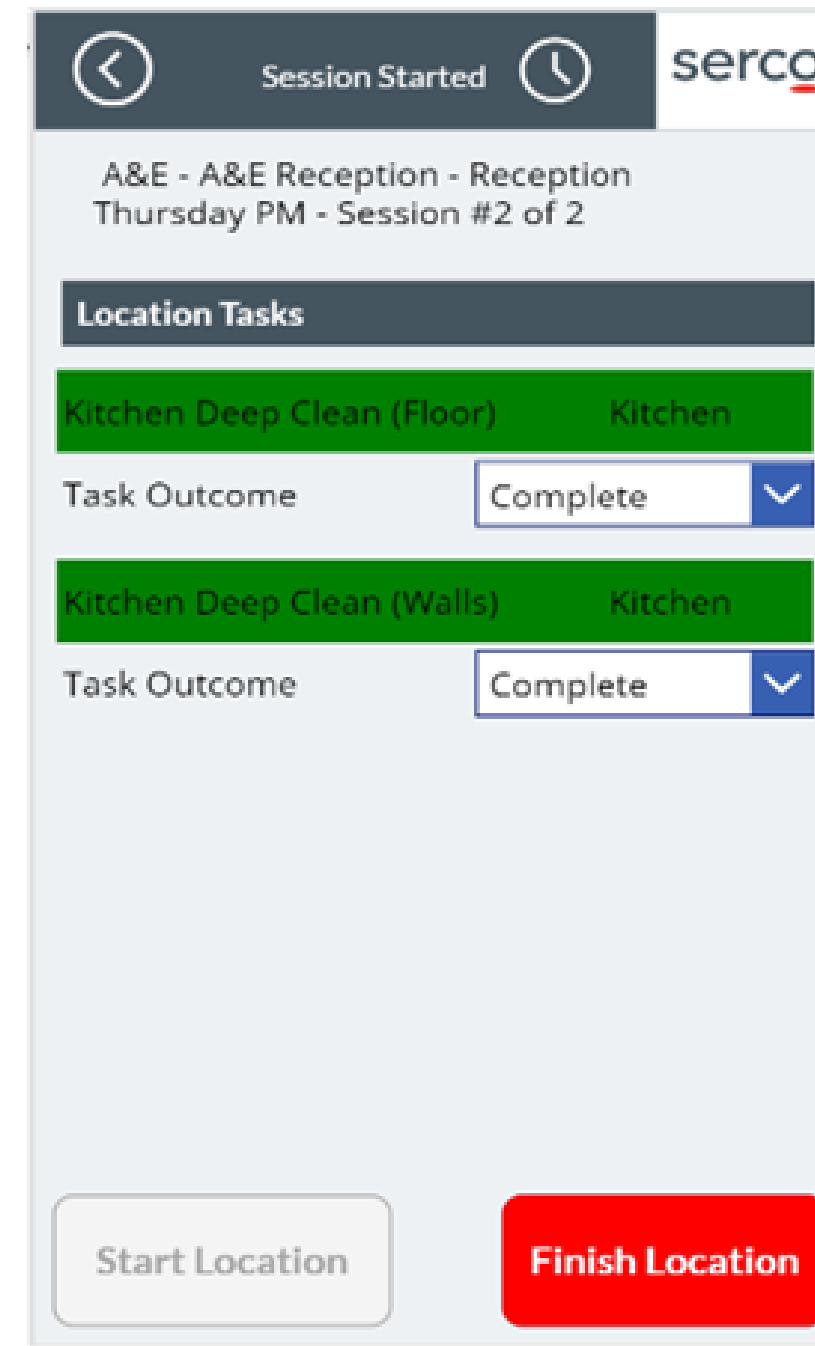 Session Started
serco
A&E - A&E Reception - Reception
Thursday PM - Session #2 of 2
Location Tasks
Kitchen Deep Clean (Floor) Kitchen
Task Outcome Complete
Kitchen Deep Clean (Walls) Kitchen
Task Outcome Complete
Start Location Finish Location